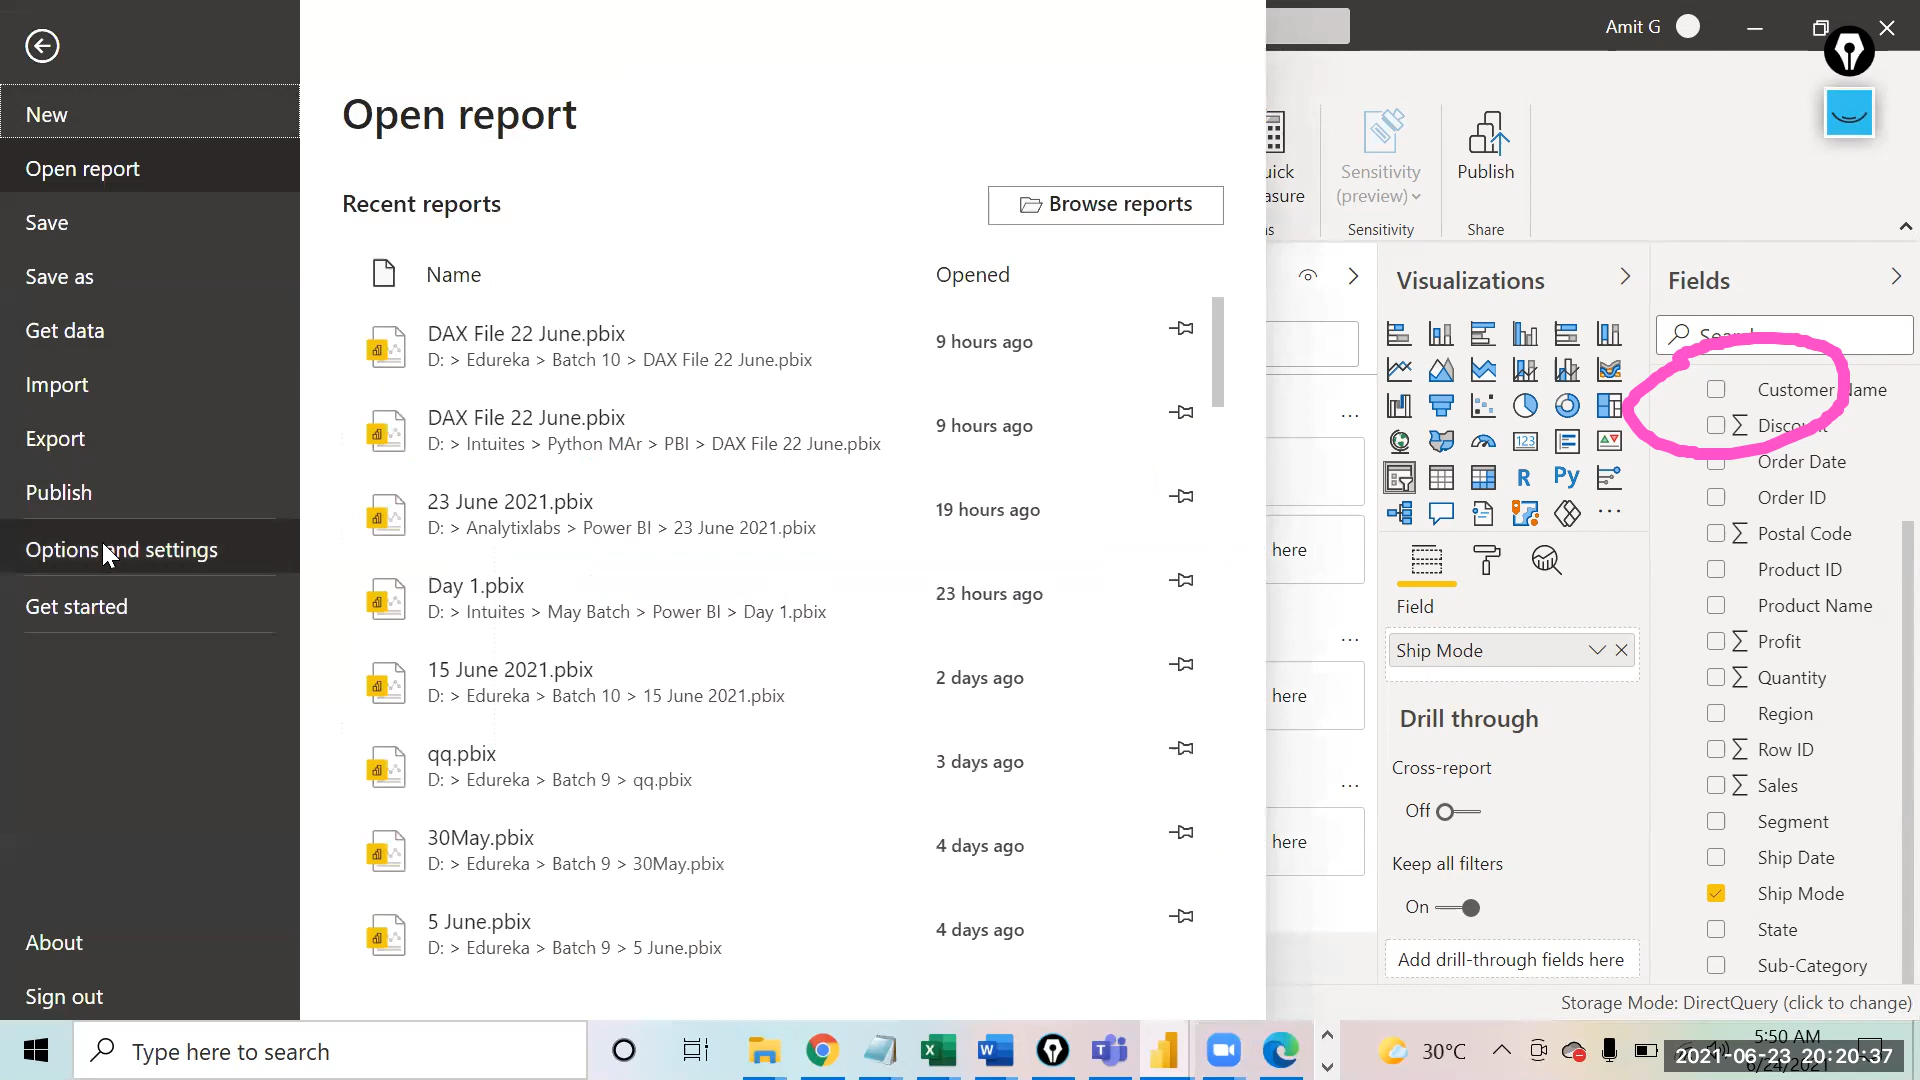 New
Open report
Save
Save as
Get data
Import
Export
Publish
Options and settings
Get started
About
Sign out
Open report
Recent reports
Browse reports
Name
Opened
DAX File 22 June.pbix
D: > Edureka > Batch 10 > DAX File 22 June.pbix
9 hours ago
DAX File 22 June.pbix
D: > Intuites > Python MAr > PBI > DAX File 22 June.pbix
9 hours ago
23 June 2021.pbix
D: > Analytixlabs > Power BI > 23 June 2021.pbix
19 hours ago
Day 1.pbix
D: > Intuites > May Batch > Power BI > Day 1.pbix
23 hours ago
15 June 2021.pbix
D: > Edureka > Batch 10 > 15 June 2021.pbix
2 days ago
qq.pbix
D: > Edureka > Batch 9 > qq.pbix
3 days ago
30May.pbix
D: > Edureka > Batch 9 > 30May.pbix
4 days ago
5 June.pbix
D: > Edureka > Batch 9 > 5 June.pbix
4 days ago
Amit G
Sensitivity
(preview)
Publish
Sensitivity
Share
here
here
here
Visualizations
123
R
Py
Field
Ship Mode
Drill through
Cross-report
Off
Keep all filters
On
Add drill-through fields here
Fields
Customer Name
Discount
Order Date
Order ID
Postal Code
Product ID
Product Name
Profit
Quantity
Region
Row ID
Sales
Segment
Ship Date
Ship Mode
State
Sub-Category
Storage Mode: DirectQuery (click to change)
Type here to search
30°C
5:50 AM
2021-06-23 20:20:37